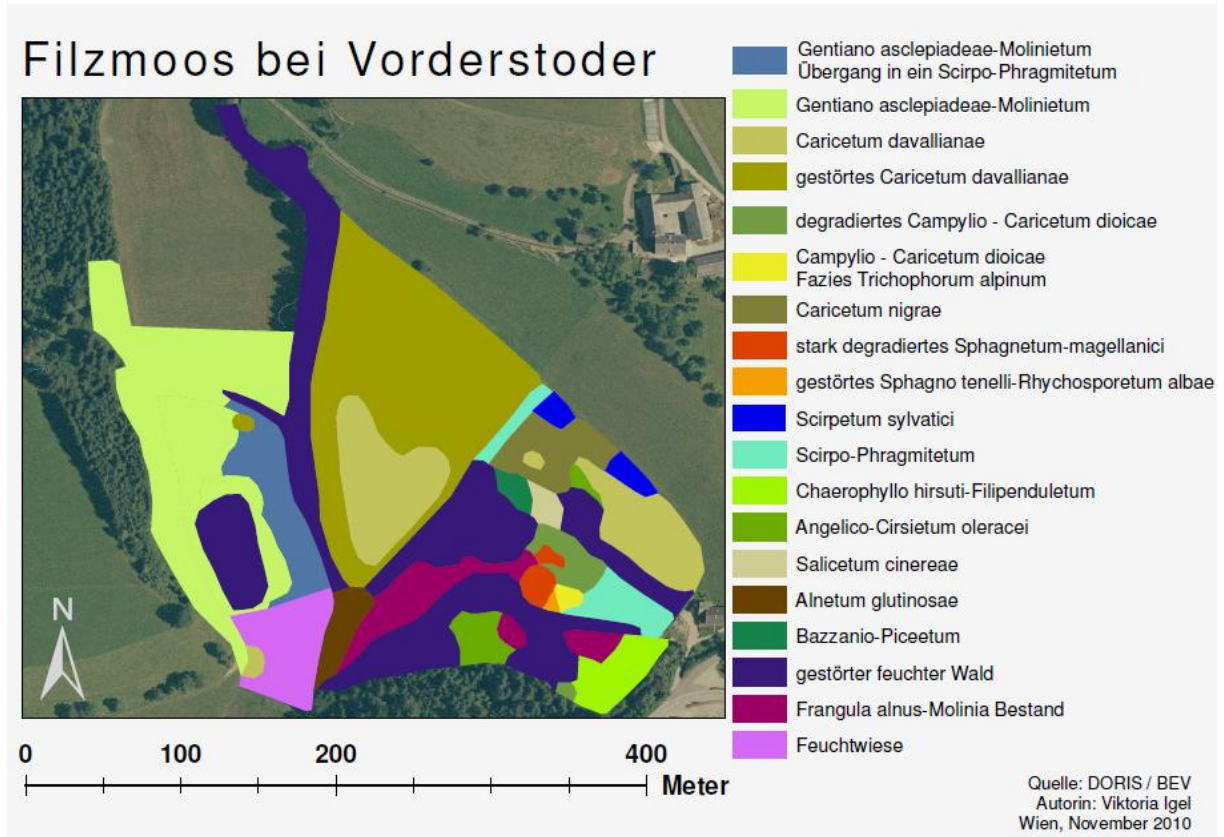 Filzmoos bei Vorderstoder
Gentiano asclepiadeae-Molinietum
Übergang in ein Scirpo-Phragmitetum
Gentiano asclepiadeae-Molinietum
Caricetum davallianae
gestörtes Caricetum davallianae
degradiertes Campylio - Caricetum dioicae
Campylio - Caricetum dioicae
Fazies Trichophorum alpinum
Caricetum nigrae
stark degradiertes Sphagnetum-magellanici
gestörtes Sphagno tenelli-Rhychosporetum albae
Scirpetum sylvatici
Scirpo-Phragmitetum
Chaerophyllo hirsuti-Filipenduletum
Angelico-Cirsietum oleracei
Salicetum cinereae
Alnetum glutinosae
Bazzanio-Piceetum
gestörter feuchter Wald
Frangula alnus-Molinia Bestand
Feuchtwiese
N
0 100 200 400
Meter
Quelle: DORIS / BEV
Autorin: Viktoria Igel
Wien, November 2010